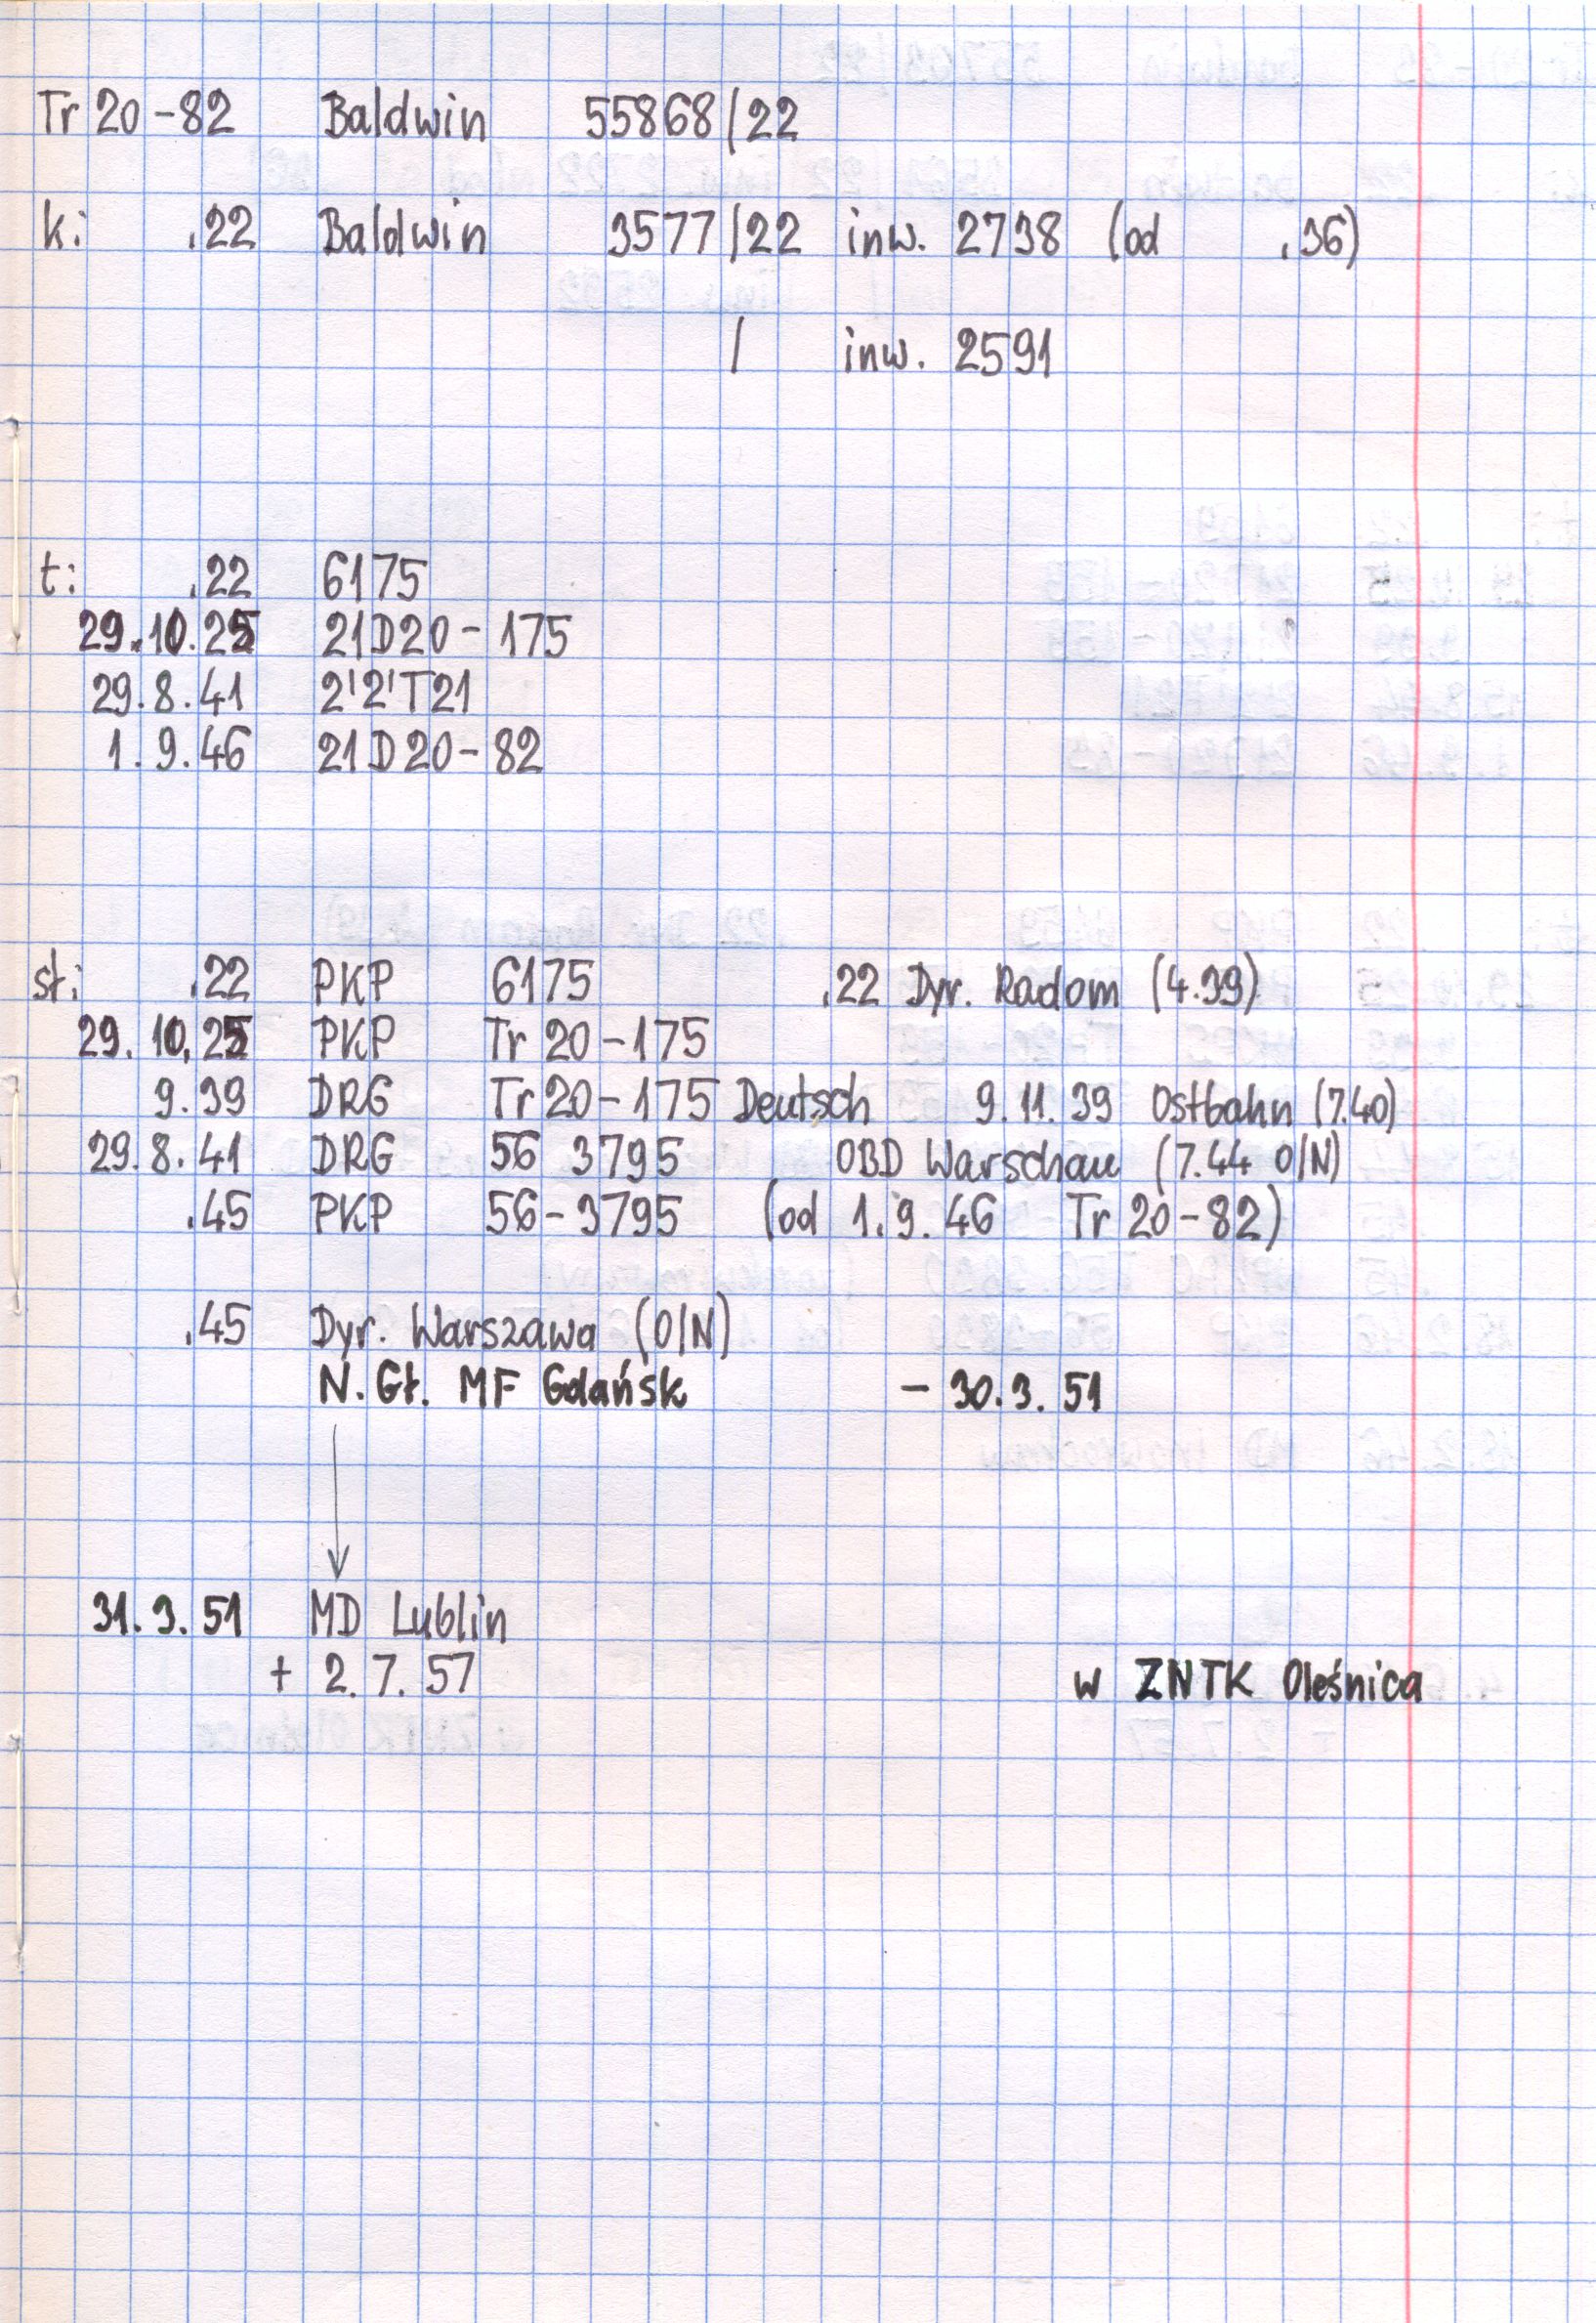 Tr 20-82 Baldwin 55868/22
k: .22 Baldwin 3577/22 inw. 2738 (od .36)
/ inw. 2591
t: .22 6175
29.10.25 21D20-175
29.8.41 2'2'T21
1.9.46 21D20-82
st: .22 PKP 6175 .22 Dyr. Radom (4.39)
29.10.25 PKP Tr 20-175
9.39 DRG Tr 20-175 Deutsch 9.11.39 Ostbahn (7.40)
29.8.41 DRG 56 3795 OBD Warschau (7.44 O/N)
.45 PKP 56-3795 (od 1.9.46 Tr 20-82)
.45 Dyr. Warszawa (O/N)
N. Gł. MF Gdańsk - 30.3.51
31.3.51 MD Lublin
+ 2.7.57 w ZNTK Oleśnica